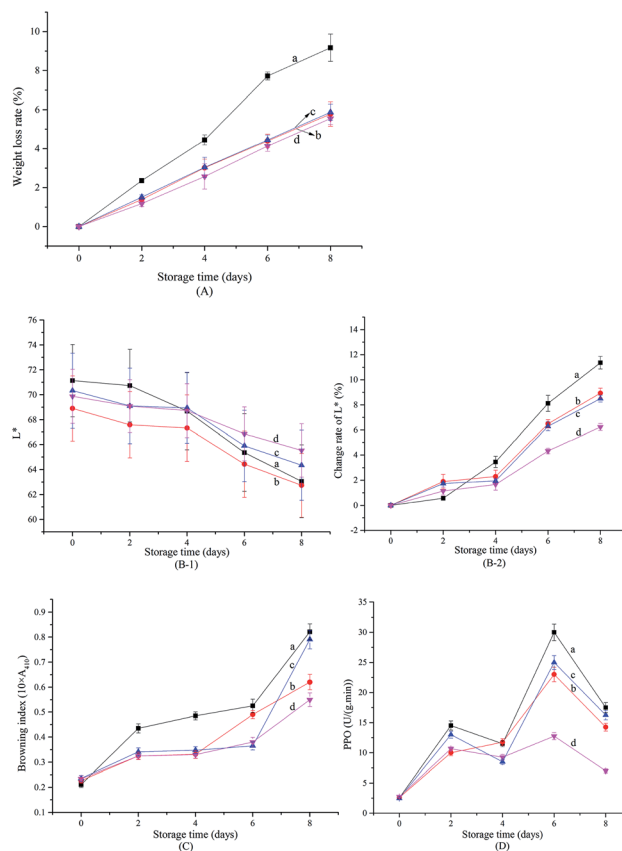 10
8
6
4
2
0
Weight loss rate (%)
a
c
b
d
0 2 4 6 8
Storage time (days)
(A)
76
74
72
70
68
66
64
62
60
L*
d
c
a
b
0 2 4 6 8
Storage time (days)
(B-1)
20
18
16
14
12
10
8
6
4
2
0
-2
Change rate of L* (%)
a
b
c
d
0 2 4 6 8
Storage time (days)
(B-2)
0.9
0.8
0.7
0.6
0.5
0.4
0.3
0.2
0.1
Browning index (10×A410)
a
c
b
d
0 2 4 6 8
Storage time (days)
(C)
35
30
25
20
15
10
5
0
PPO (U/(g.min))
a
c
b
d
0 2 4 6 8
Storage time (days)
(D)